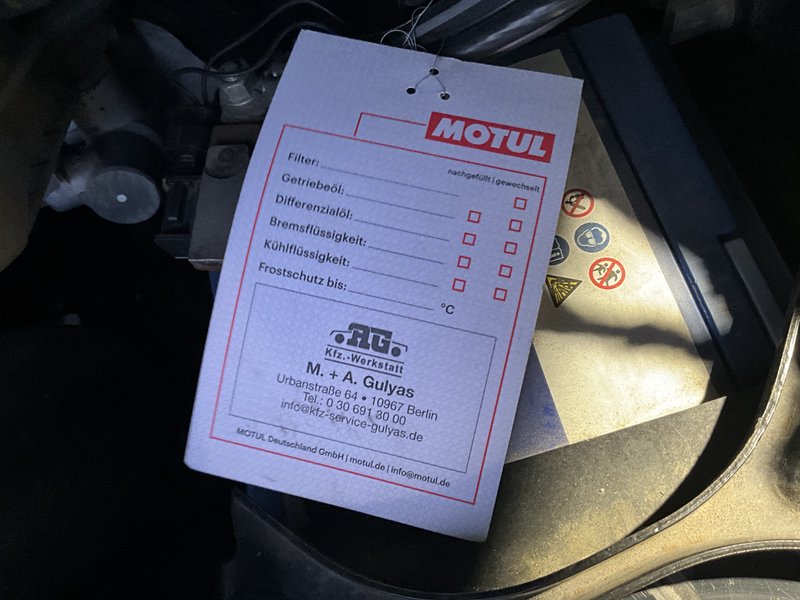 MOTUL
nachgefüllt | gewechselt
Filter:
Getriebeöl:
Differenzialöl:
Bremsflüssigkeit:
Kühlflüssigkeit:
Frostschutz bis: °C
AG
Kfz.-Werkstatt
M. + A. Gulyas
Urbanstraße 64 • 10967 Berlin
Tel.: 0 30 691 30 00
info@kfz-service-gulyas.de
MOTUL Deutschland GmbH | motul.de | info@motul.de